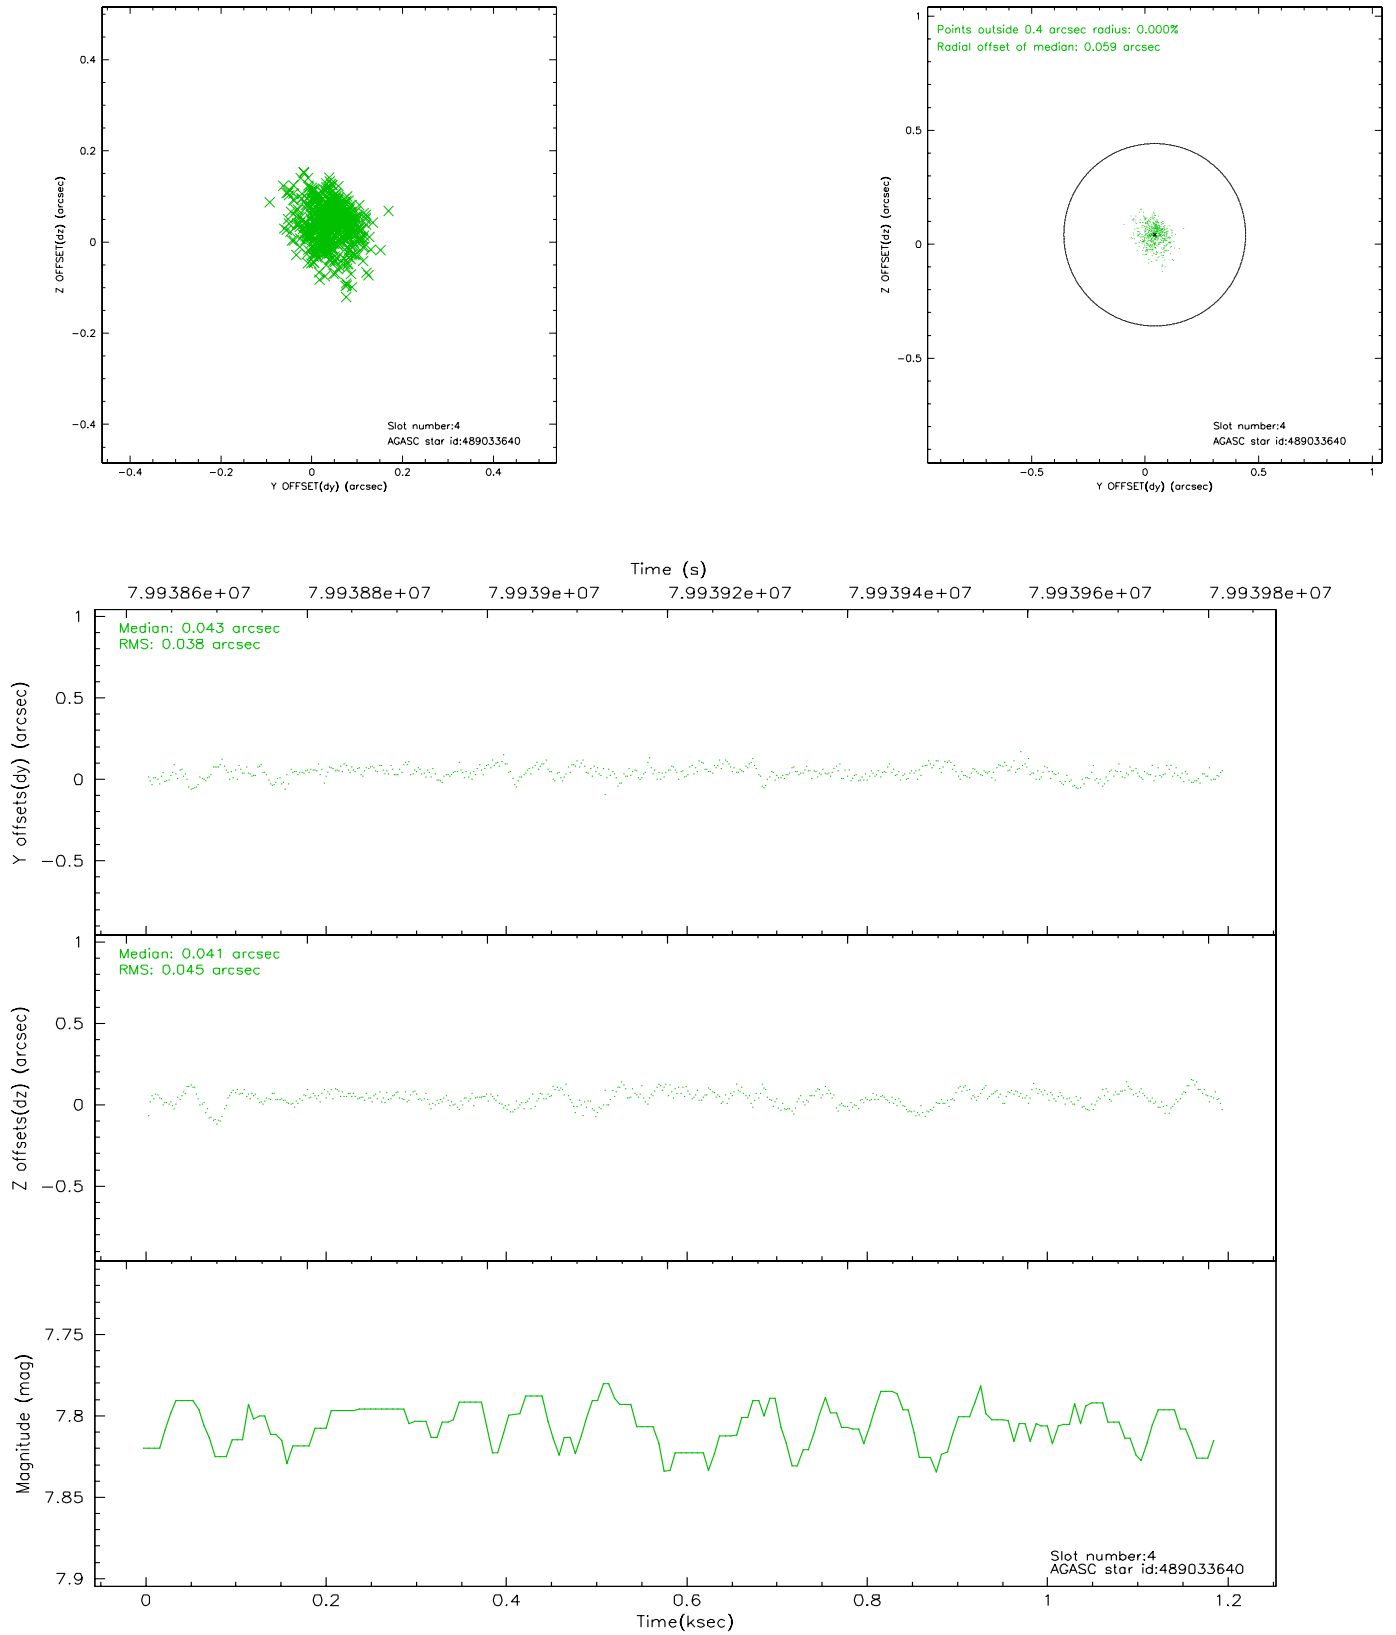 0.4
0.2
0
-0.2
-0.4
Z OFFSET(dz) (arcsec)
Slot number:4
AGASC star id:489033640
-0.4 -0.2 0 0.2 0.4
Y OFFSET(dy) (arcsec)
Points outside 0.4 arcsec radius: 0.000%
Radial offset of median: 0.059 arcsec
1
0.5
0
-0.5
Z OFFSET(dz) (arcsec)
Slot number:4
AGASC star id:489033640
-0.5 0 0.5 1
Y OFFSET(dy) (arcsec)
Time (s)
7.99386e+07 7.99388e+07 7.9939e+07 7.99392e+07 7.99394e+07 7.99396e+07 7.99398e+07
Median: 0.043 arcsec
RMS: 0.038 arcsec
1
0.5
0
-0.5
Y offsets(dy) (arcsec)
Median: 0.041 arcsec
RMS: 0.045 arcsec
1
0.5
0
-0.5
Z offsets(dz) (arcsec)
7.75
7.8
7.85
7.9
Magnitude (mag)
Slot number:4
AGASC star id:489033640
0 0.2 0.4 0.6 0.8 1 1.2
Time(ksec)